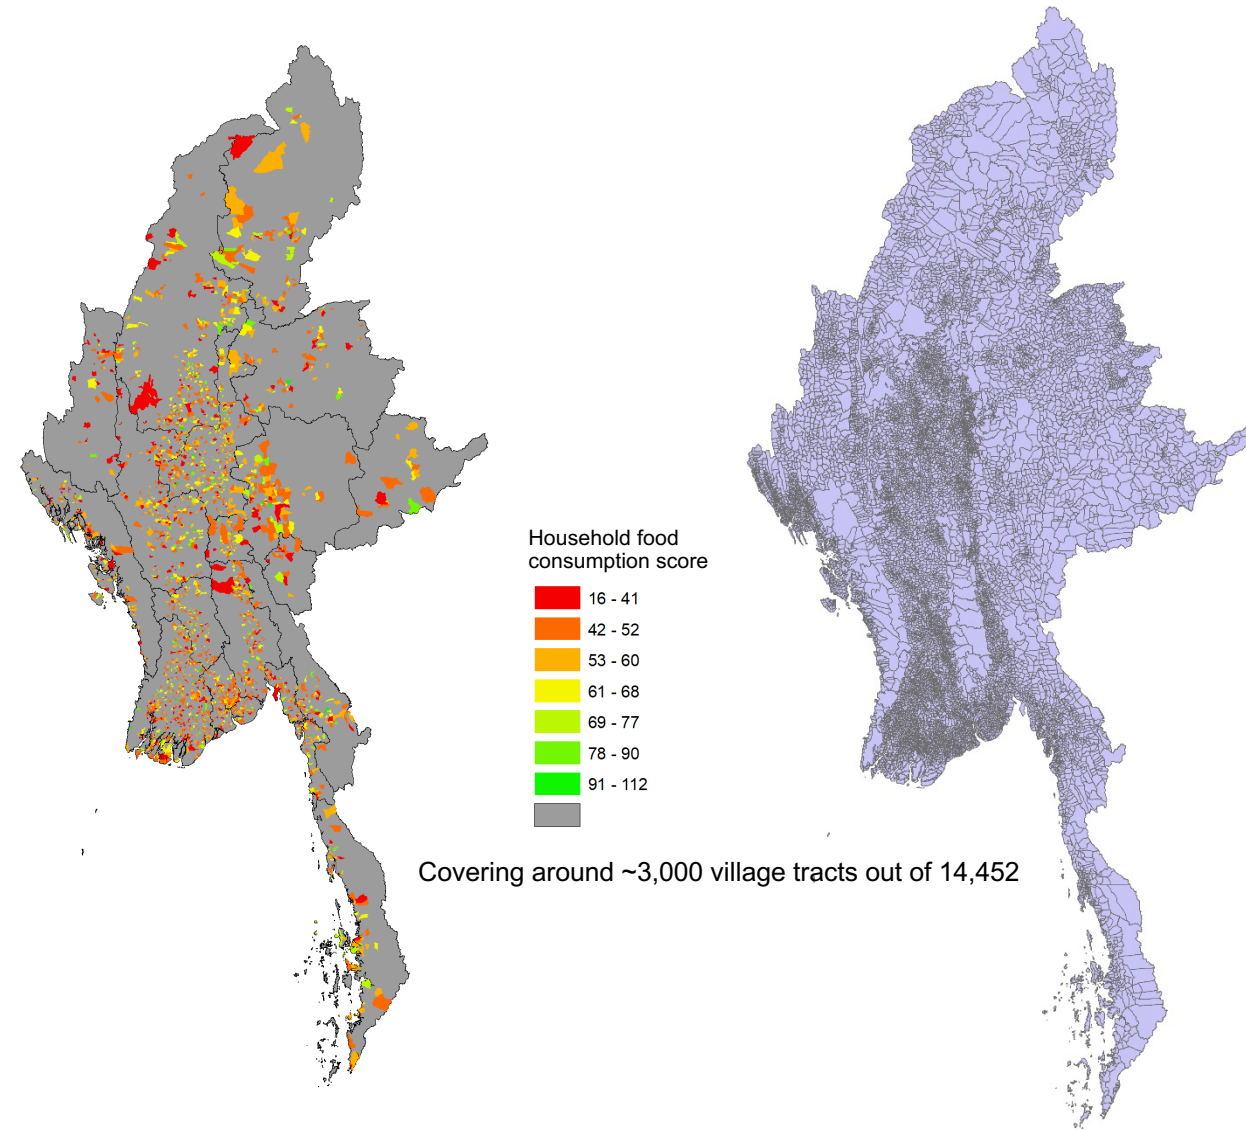 Household food
consumption score
16 - 41
42 - 52
53 - 60
61 - 68
69 - 77
78 - 90
91 - 112
Covering around ~3,000 village tracts out of 14,452